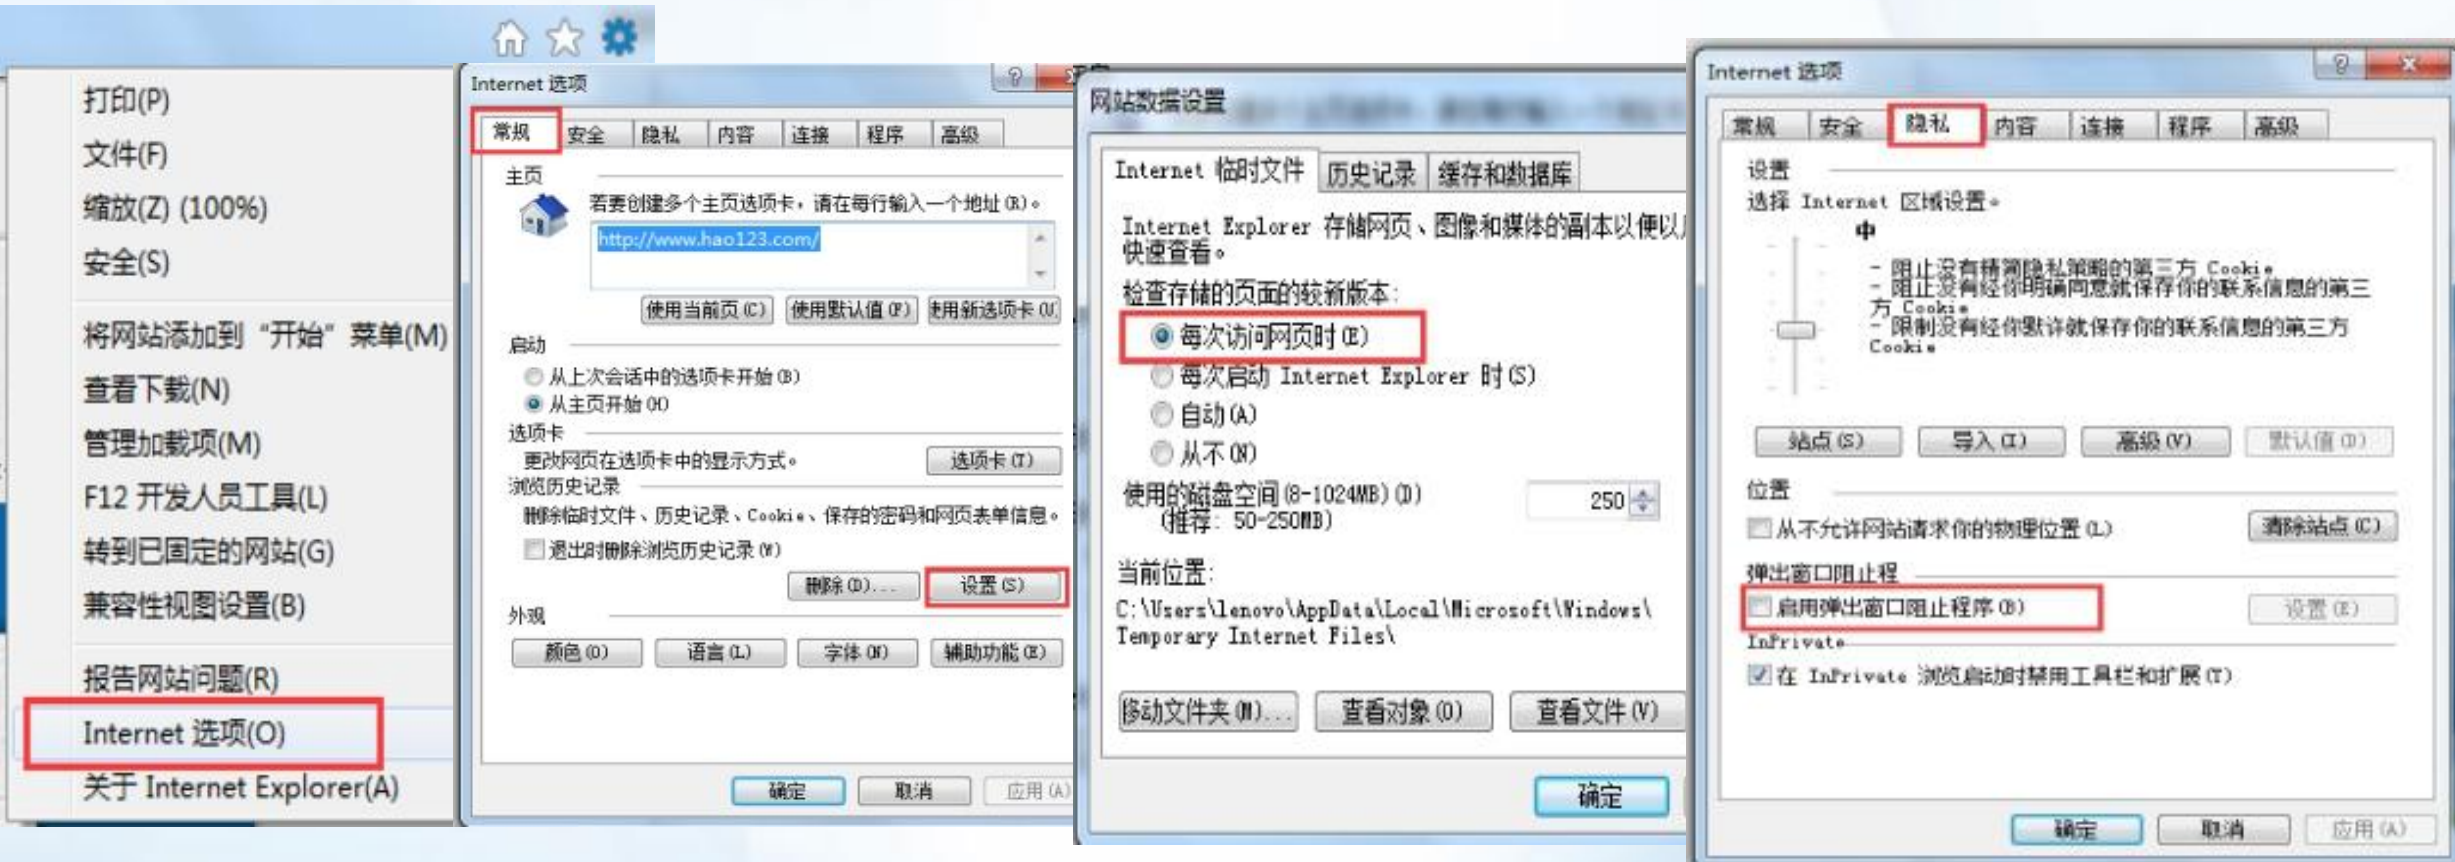 打印(P)
文件(F)
缩放(Z) (100%)
安全(S)
将网站添加到“开始”菜单(M)
查看下载(N)
管理加载项(M)
F12 开发人员工具(L)
转到已固定的网站(G)
兼容性视图设置(B)
报告网站问题(R)
Internet 选项(O)
关于 Internet Explorer(A)
Internet 选项
常规 安全 隐私 内容 连接 程序 高级
主页
若要创建多个主页选项卡，请在每行输入一个地址(R)。
http://www.hao123.com/
使用当前页(C) 使用默认值(F) 使用新选项卡(U)
启动
从上次会话中的选项卡开始(B)
从主页开始(H)
选项卡
更改网页在选项卡中的显示方式。 选项卡(T)
浏览历史记录
删除临时文件、历史记录、Cookie、保存的密码和网页表单信息。
退出时删除浏览历史记录(W)
删除(D)... 设置(S)
外观
颜色(O) 语言(L) 字体(N) 辅助功能(E)
确定 取消 应用(A)
网站数据设置
Internet 临时文件 历史记录 缓存和数据库
Internet Explorer 存储网页、图像和媒体的副本以便以
快速查看。
检查存储的页面的较新版本:
每次访问网页时(E)
每次启动 Internet Explorer 时(S)
自动(A)
从不(N)
使用的磁盘空间(8-1024MB)(D) 250
(推荐: 50-250MB)
当前位置:
C:\Users\lenovo\AppData\Local\Microsoft\Windows\
Temporary Internet Files\
移动文件夹(M)... 查看对象(O) 查看文件(V)
确定
Internet 选项
常规 安全 隐私 内容 连接 程序 高级
设置
选择 Internet 区域设置。
中
- 阻止没有精简隐私策略的第三方 Cookie
- 阻止没有经你明确同意就保存你的联系信息的第三
方 Cookie
- 限制没有经你默许就保存你的联系信息的第三方
Cookie
站点(S) 导入(I) 高级(V) 默认值(D)
位置
从不允许网站请求你的物理位置(L) 清除站点(C)
弹出窗口阻止程
启用弹出窗口阻止程序(B) 设置(E)
InPrivate
在 InPrivate 浏览启动时禁用工具栏和扩展(T)
确定 取消 应用(A)